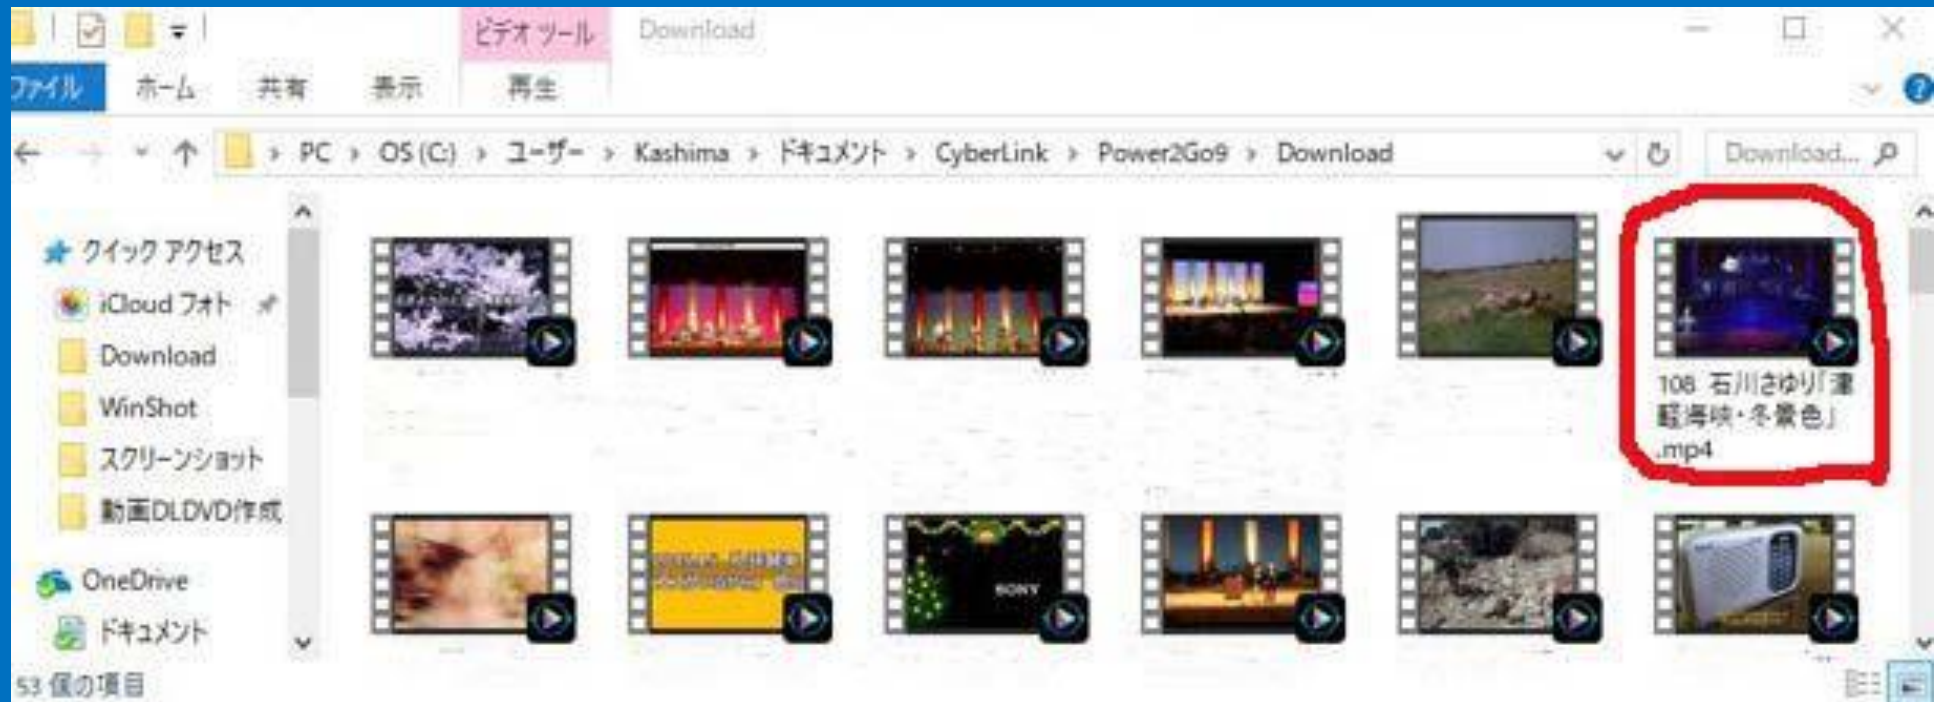 ビデオ ツール Download
ファイル ホーム 共有 表示 再生
PC › OS (C:) › ユーザー › Kashima › ドキュメント › CyberLink › Power2Go9 › Download
Download...
クイック アクセス
iCloud フォト
Download
WinShot
スクリーンショット
動画DLDVD作成
OneDrive
ドキュメント
108 石川さゆり「津
軽海峡・冬景色」
.mp4
SONY
53 個の項目